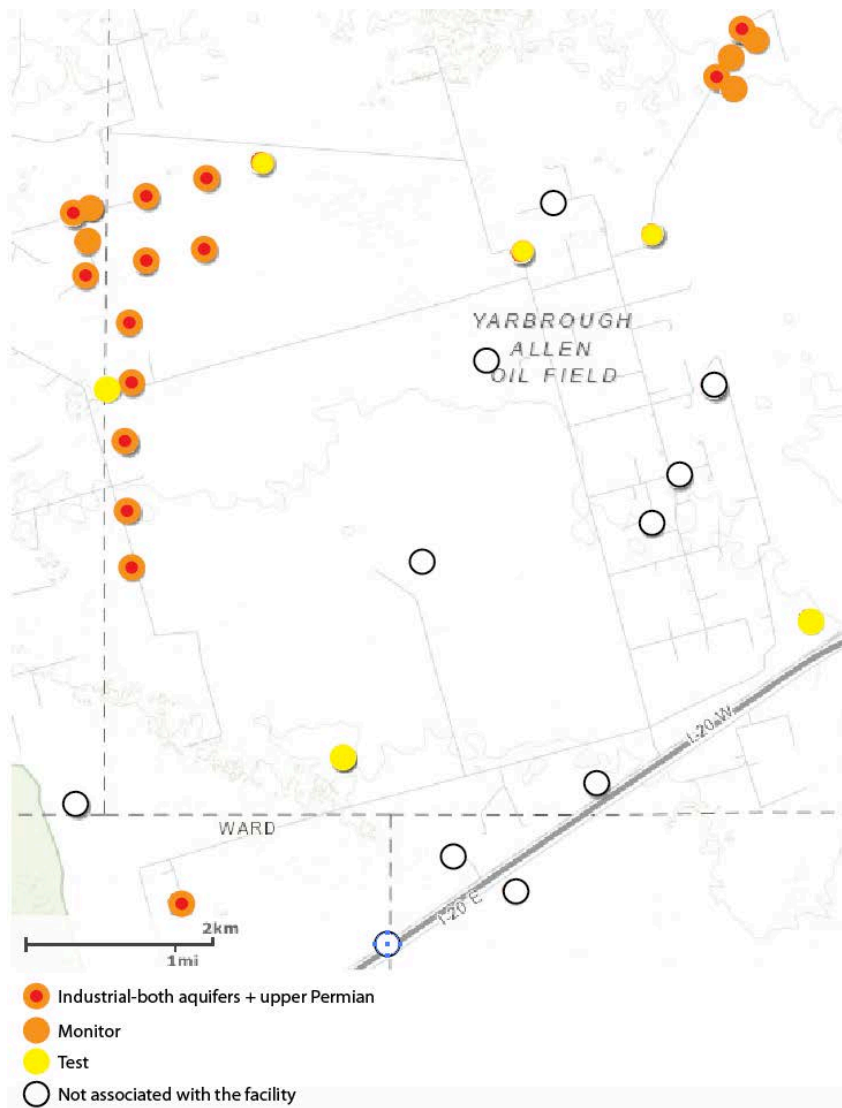 YARBROUGH
ALLEN
OIL FIELD
I-20 W
WARD
I-20 E
2km
1mi
Industrial-both aquifers + upper Permian
Monitor
Test
Not associated with the facility